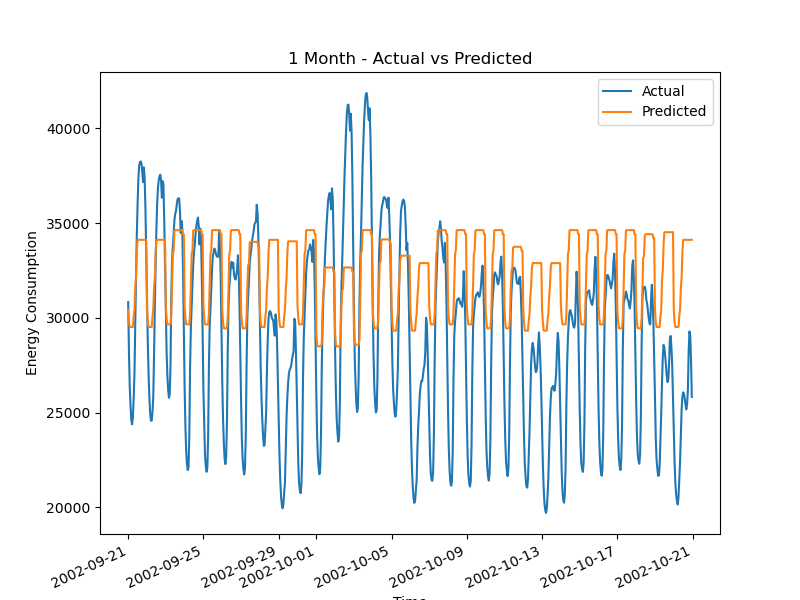 1 Month - Actual vs Predicted
Actual
Predicted
Energy Consumption
40000
35000
30000
25000
20000
2002-09-21
2002-09-25
2002-09-29
2002-10-01
2002-10-05
2002-10-09
2002-10-13
2002-10-17
2002-10-21
Time